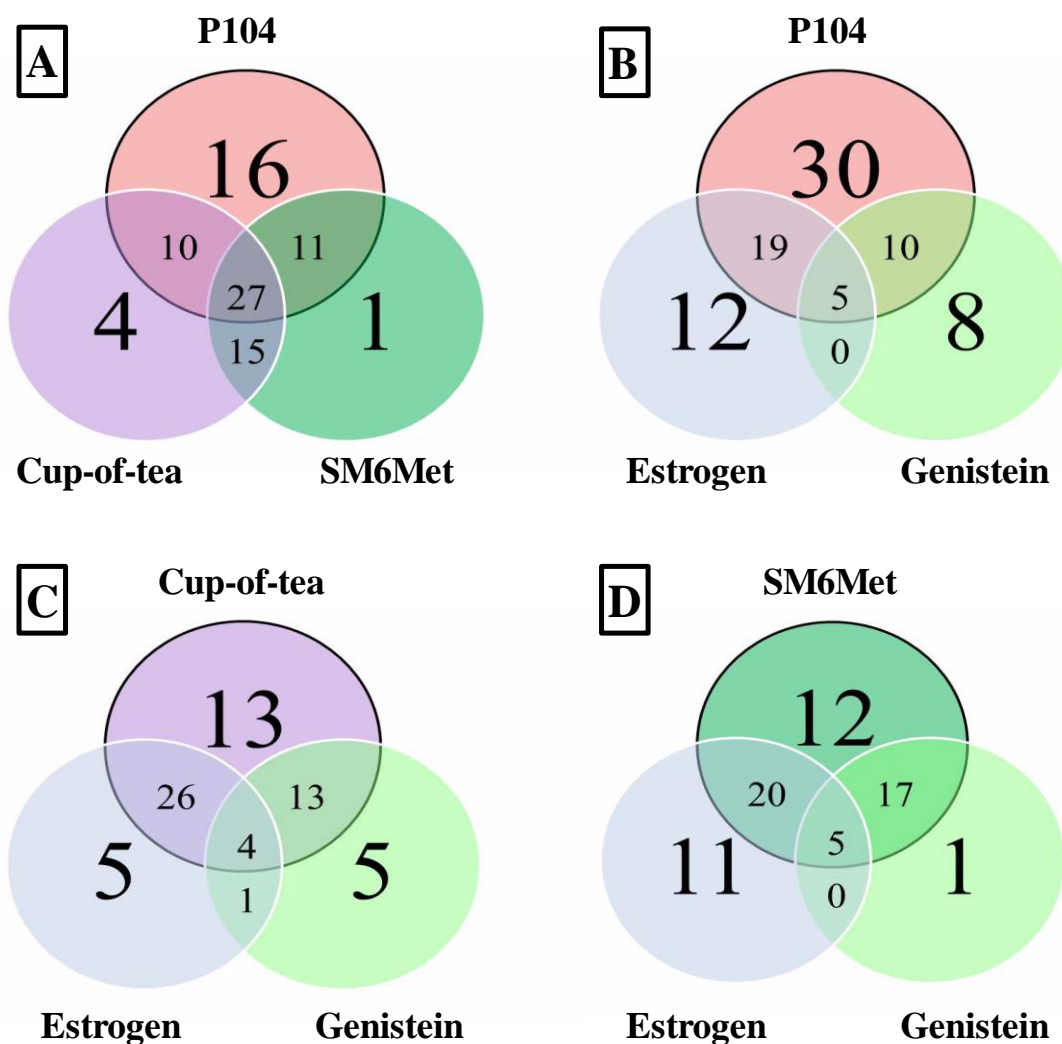 P104 P104
A B
16 30
10 11 19 10
27 5
4 1 12 8
15 0
Cup-of-tea SM6Met Estrogen Genistein
Cup-of-tea SM6Met
C D
13 12
26 13 20 17
4 5
5 5 11 1
1 0
Estrogen Genistein Estrogen Genistein